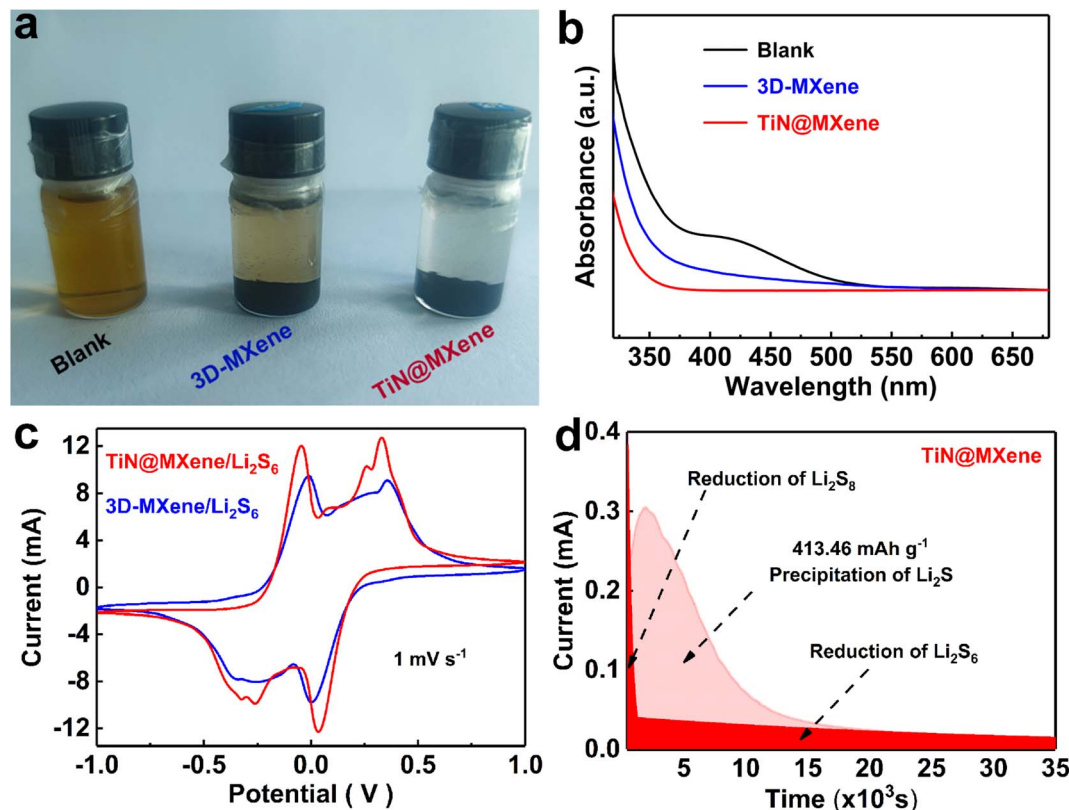 a
Blank
3D-MXene
TiN@MXene
b
Blank
3D-MXene
TiN@MXene
Absorbance (a.u.)
350 400 450 500 550 600 650
Wavelength (nm)
c
TiN@MXene/Li₂S₆
3D-MXene/Li₂S₆
1 mV s⁻¹
12
8
4
0
-4
-8
-12
Current (mA)
-1.0 -0.5 0.0 0.5 1.0
Potential ( V )
d
TiN@MXene
Reduction of Li₂S₈
413.46 mAh g⁻¹
Precipitation of Li₂S
Reduction of Li₂S₆
0.4
0.3
0.2
0.1
0.0
Current (mA)
5 10 15 20 25 30 35
Time (x10³s)